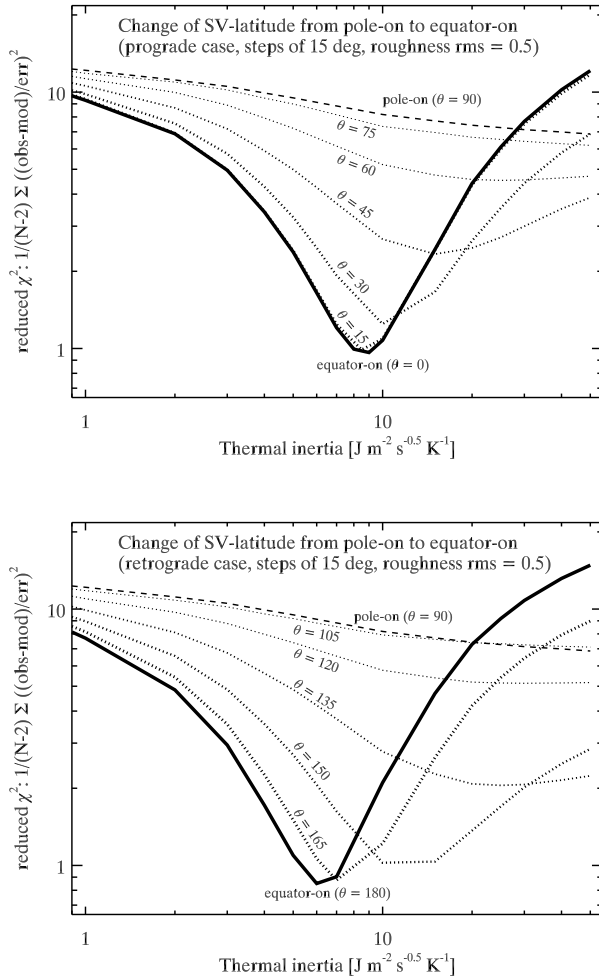 Change of SV-latitude from pole-on to equator-on
(prograde case, steps of 15 deg, roughness rms = 0.5)
10
1
reduced χ²: 1/(N-2) Σ ((obs-mod)/err)²
pole-on (θ = 90)
θ = 75
θ = 60
θ = 45
θ = 30
θ = 15
equator-on (θ = 0)
1
10
Thermal inertia [J m⁻² s⁻⁰·⁵ K⁻¹]
Change of SV-latitude from pole-on to equator-on
(retrograde case, steps of 15 deg, roughness rms = 0.5)
10
1
reduced χ²: 1/(N-2) Σ ((obs-mod)/err)²
pole-on (θ = 90)
θ = 105
θ = 120
θ = 135
θ = 150
θ = 165
equator-on (θ = 180)
1
10
Thermal inertia [J m⁻² s⁻⁰·⁵ K⁻¹]